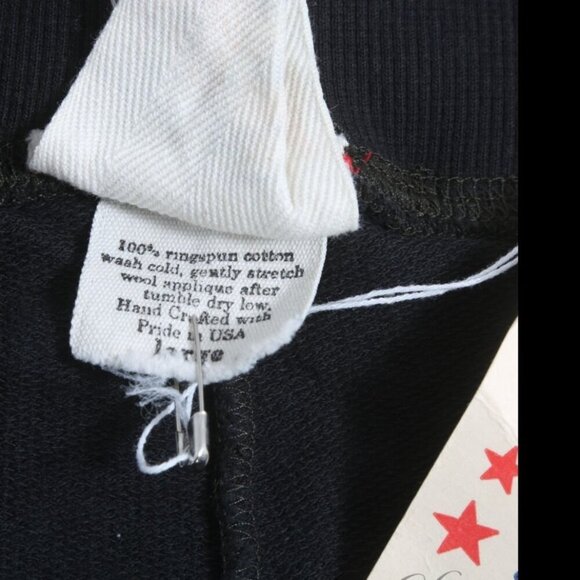 100% ringspun cotton
wash cold, gently stretch
wool applique after
tumble dry low.
Hand Crafted with
Pride in USA
large